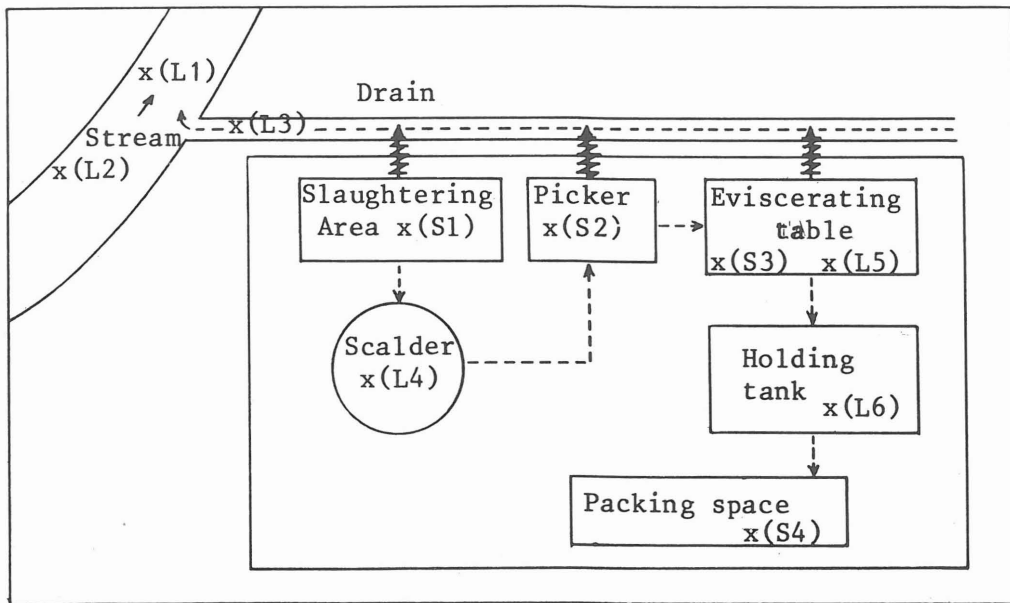 x(L1)
Drain
x(L3)
Stream
x(L2)
Slaughtering
Area x(S1)
Picker
x(S2)
Eviscerating
table
x(S3) x(L5)
Scalder
x(L4)
Holding
tank
x(L6)
Packing space
x(S4)